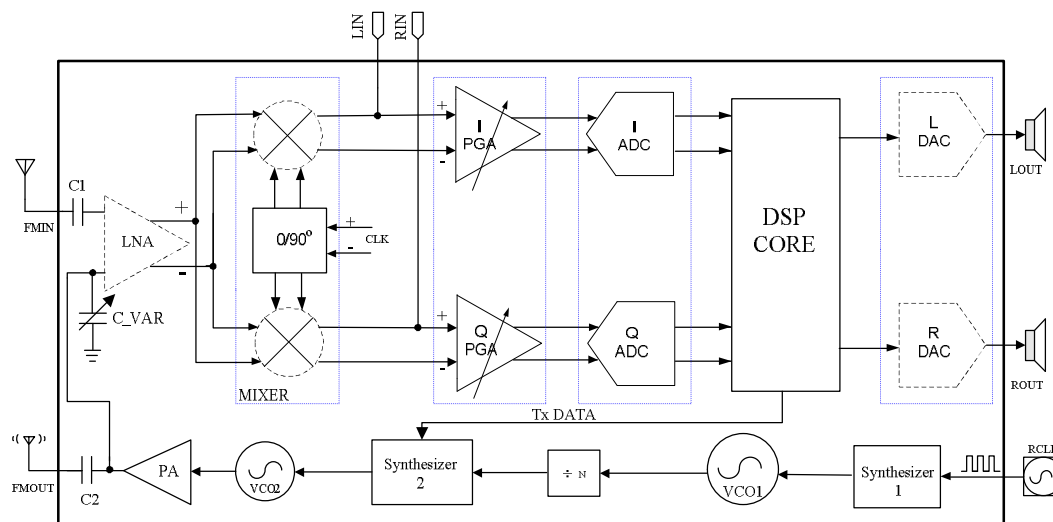 LIN
RIN
+
I
PGA
-
I
ADC
DSP
CORE
L
DAC
LOUT
C1
FMIN
+
LNA
-
0/90°
+
-
CLK
C_VAR
MIXER
+
Q
PGA
-
Q
ADC
R
DAC
ROUT
Tx DATA
FMOUT
C2
PA
VCO2
Synthesizer
2
÷ N
VCO1
Synthesizer
1